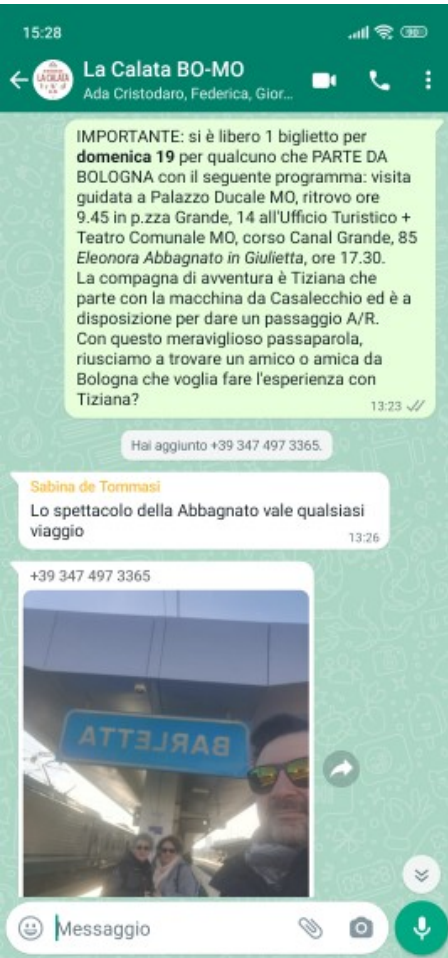 15:28
La Calata BO-MO
Ada Cristodaro, Federica, Gior...
IMPORTANTE: si è libero 1 biglietto per
domenica 19 per qualcuno che PARTE DA
BOLOGNA con il seguente programma: visita
guidata a Palazzo Ducale MO, ritrovo ore
9.45 in p.zza Grande, 14 all'Ufficio Turistico +
Teatro Comunale MO, corso Canal Grande, 85
Eleonora Abbagnato in Giulietta, ore 17.30.
La compagna di avventura è Tiziana che
parte con la macchina da Casalecchio ed è a
disposizione per dare un passaggio A/R.
Con questo meraviglioso passaparola,
riusciamo a trovare un amico o amica da
Bologna che voglia fare l'esperienza con
Tiziana?
13:23
Hai aggiunto +39 347 497 3365.
Sabina de Tommasi
Lo spettacolo della Abbagnato vale qualsiasi
viaggio
13:26
+39 347 497 3365
BARLETTA
Messaggio